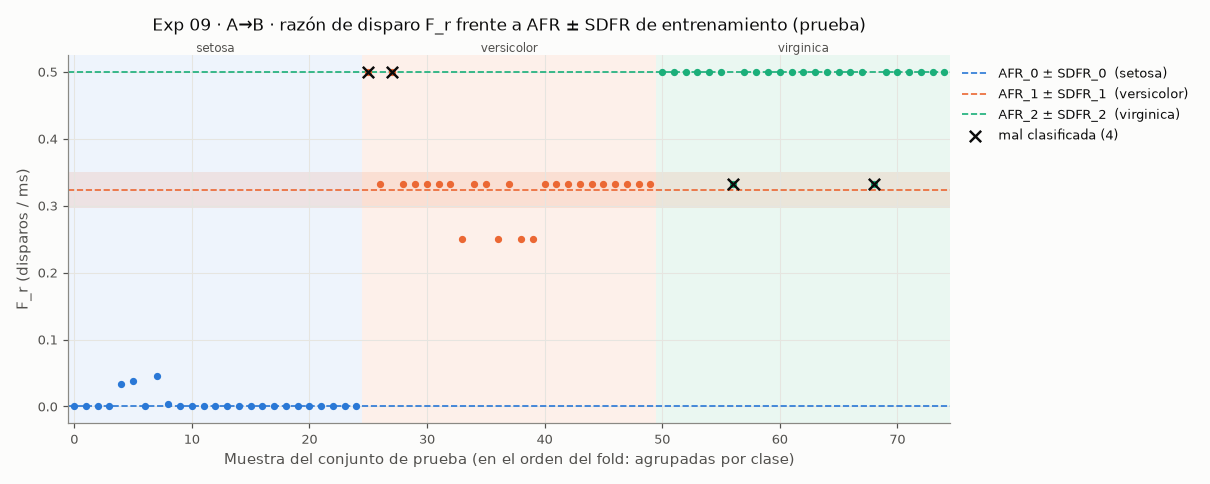 Exp 09 · A→B · razón de disparo F_r frente a AFR ± SDFR de entrenamiento (prueba)
setosa
versicolor
virginica
F_r (disparos / ms)
0.5
0.4
0.3
0.2
0.1
0.0
0
10
20
30
40
50
60
70
Muestra del conjunto de prueba (en el orden del fold: agrupadas por clase)
AFR_0 ± SDFR_0 (setosa)
AFR_1 ± SDFR_1 (versicolor)
AFR_2 ± SDFR_2 (virginica)
mal clasificada (4)